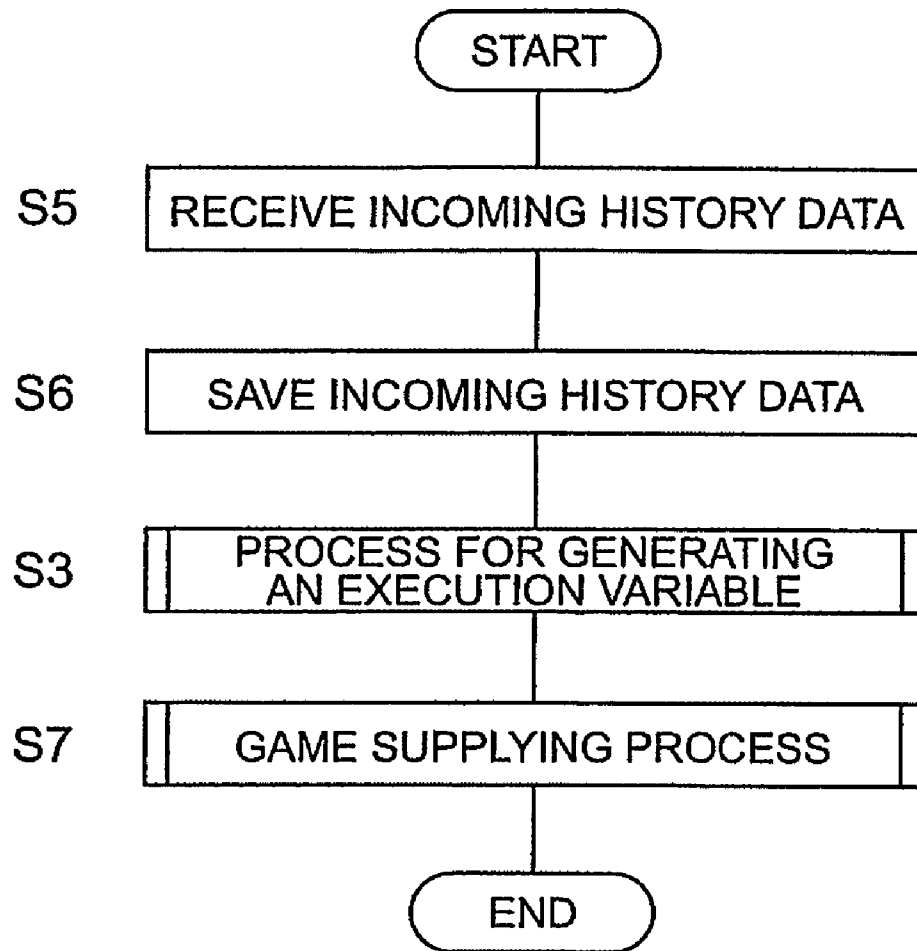 START
S5 RECEIVE INCOMING HISTORY DATA
S6 SAVE INCOMING HISTORY DATA
S3 PROCESS FOR GENERATING
AN EXECUTION VARIABLE
S7 GAME SUPPLYING PROCESS
END